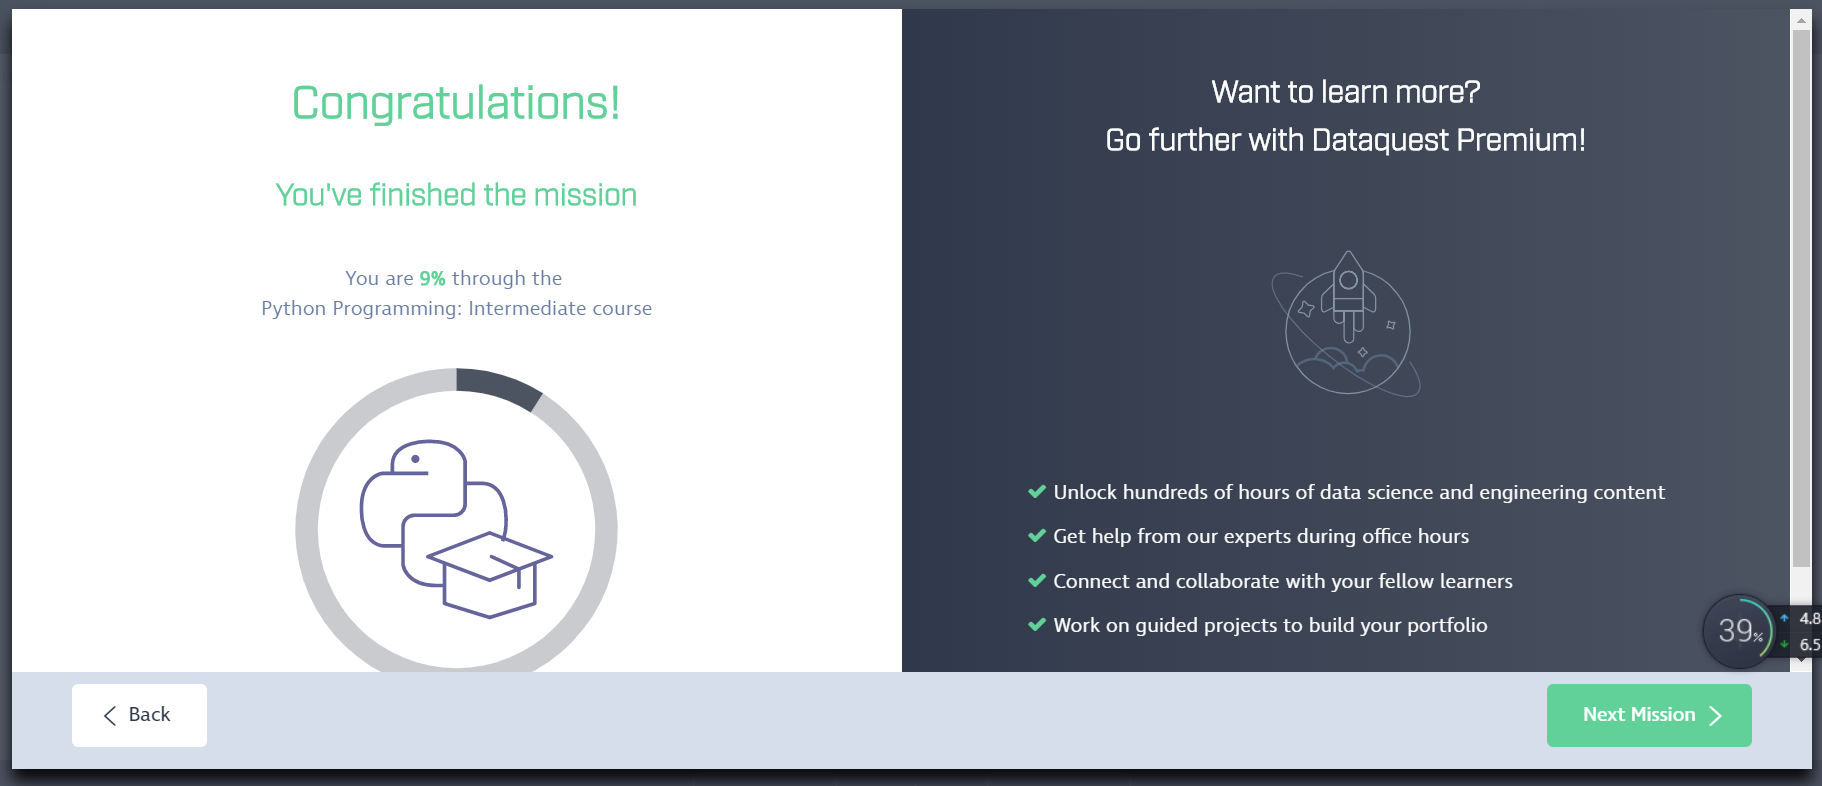 Congratulations!
You've finished the mission
You are 9% through the
Python Programming: Intermediate course
Want to learn more?
Go further with Dataquest Premium!
Unlock hundreds of hours of data science and engineering content
Get help from our experts during office hours
Connect and collaborate with your fellow learners
Work on guided projects to build your portfolio
39%
4.8
6.5
Back
Next Mission